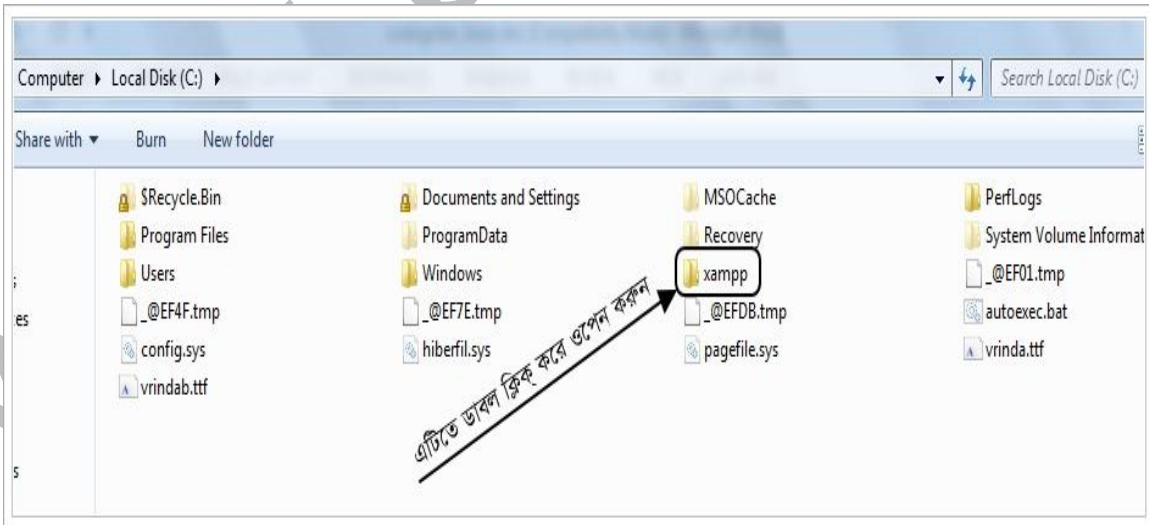 Computer ▸ Local Disk (C:) ▸ Search Local Disk (C:)
Share with ▾ Burn New folder
$Recycle.Bin Documents and Settings MSOCache PerfLogs
Program Files ProgramData Recovery System Volume Informat
Users Windows xampp _@EF01.tmp
es _@EF4F.tmp _@EF7E.tmp _@EFDB.tmp autoexec.bat
config.sys hiberfil.sys pagefile.sys vrinda.ttf
vrindab.ttf
এটিতে ডাবল ক্লিক্ করে ওপেন করুন
s